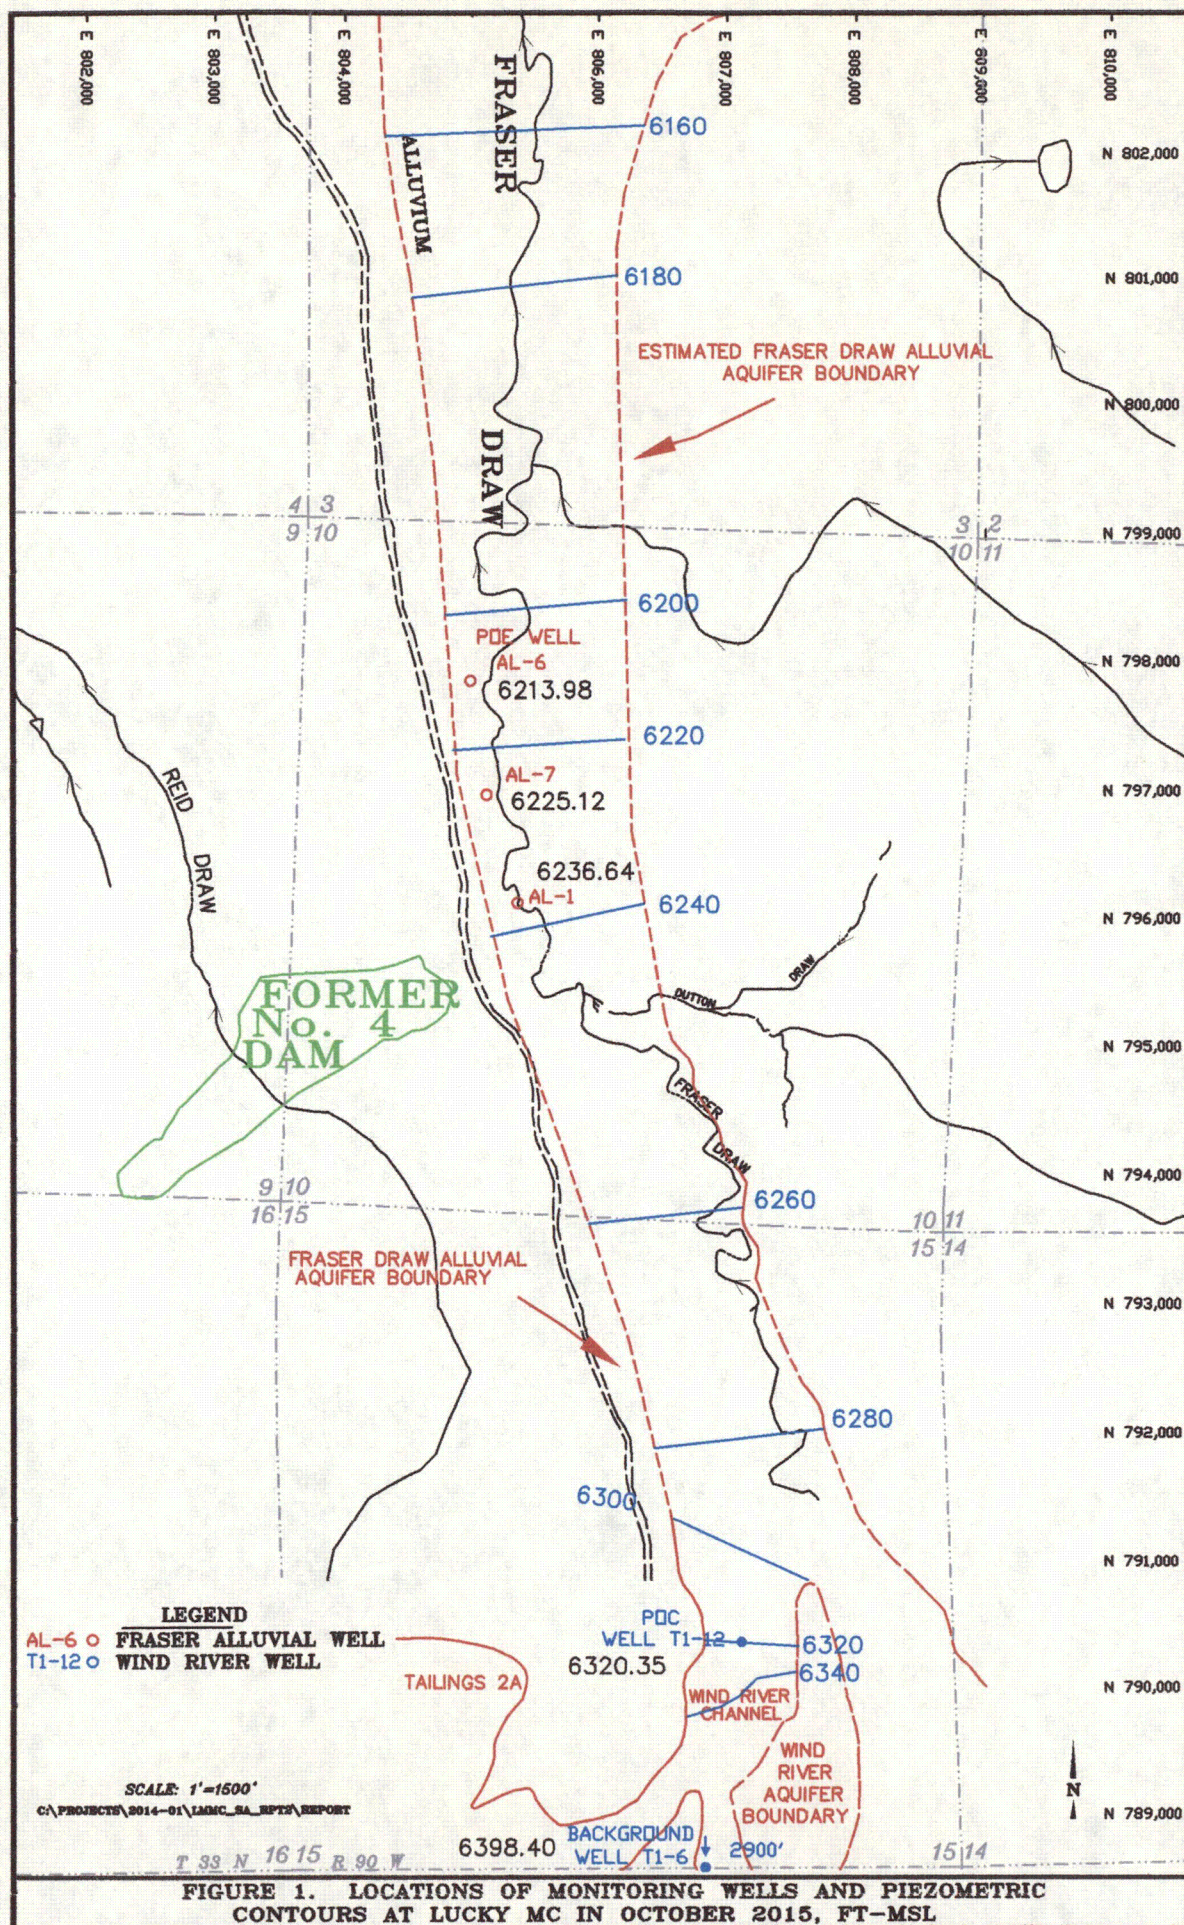 E 802,000
E 803,000
E 804,000
E 806,000
E 807,000
E 808,000
E 809,000
E 810,000
FRASER
6160
ALLUVIUM
N 802,000
6180
N 801,000
ESTIMATED FRASER DRAW ALLUVIAL
AQUIFER BOUNDARY
N 800,000
DRAW
4 3
9 10
3 2
10 11
N 799,000
6200
POE WELL
AL-6
6213.98
N 798,000
6220
REID
DRAW
AL-7
6225.12
N 797,000
6236.64
AL-1
6240
N 796,000
DUTTON
DRAW
FORMER
No. 4
DAM
N 795,000
FRASER
DRAW
N 794,000
9 10
16 15
6260
10 11
15 14
FRASER DRAW ALLUVIAL
AQUIFER BOUNDARY
N 793,000
6280
N 792,000
6300
N 791,000
LEGEND
AL-6 FRASER ALLUVIAL WELL
T1-12 WIND RIVER WELL
POC
WELL T1-12
6320
6320.35
6340
TAILINGS 2A
WIND RIVER
CHANNEL
N 790,000
WIND
RIVER
AQUIFER
BOUNDARY
N
SCALE: 1"=1500'
C:\PROJECTS\2014-01\LMMC_SA_RPTS\REPORT
N 789,000
6398.40
BACKGROUND
WELL T1-6
2900'
T 33 N 16 15 R 90 W
15 14
FIGURE 1. LOCATIONS OF MONITORING WELLS AND PIEZOMETRIC
CONTOURS AT LUCKY MC IN OCTOBER 2015, FT-MSL